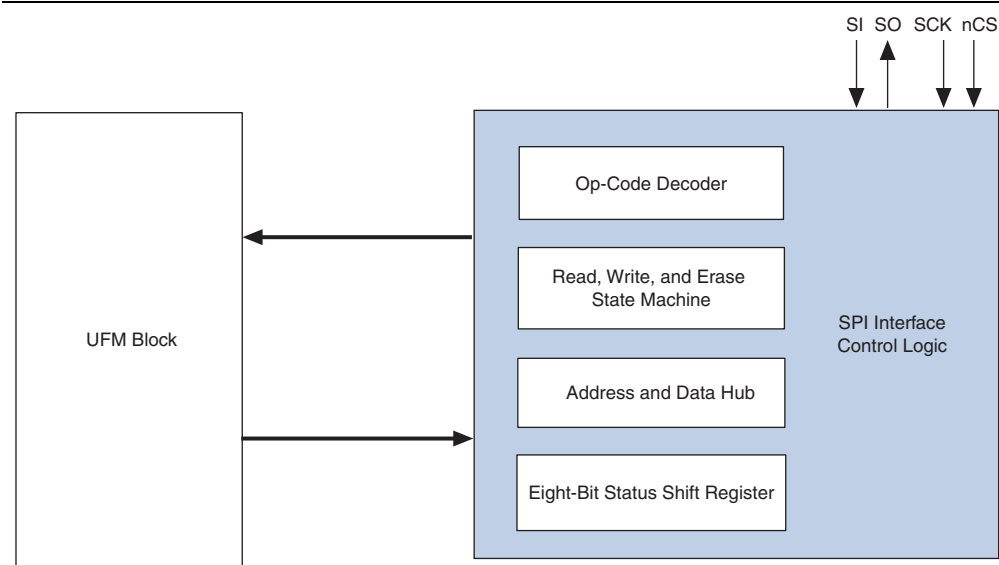 SI SO SCK nCS
Op-Code Decoder
Read, Write, and Erase
State Machine
SPI Interface
Control Logic
UFM Block
Address and Data Hub
Eight-Bit Status Shift Register